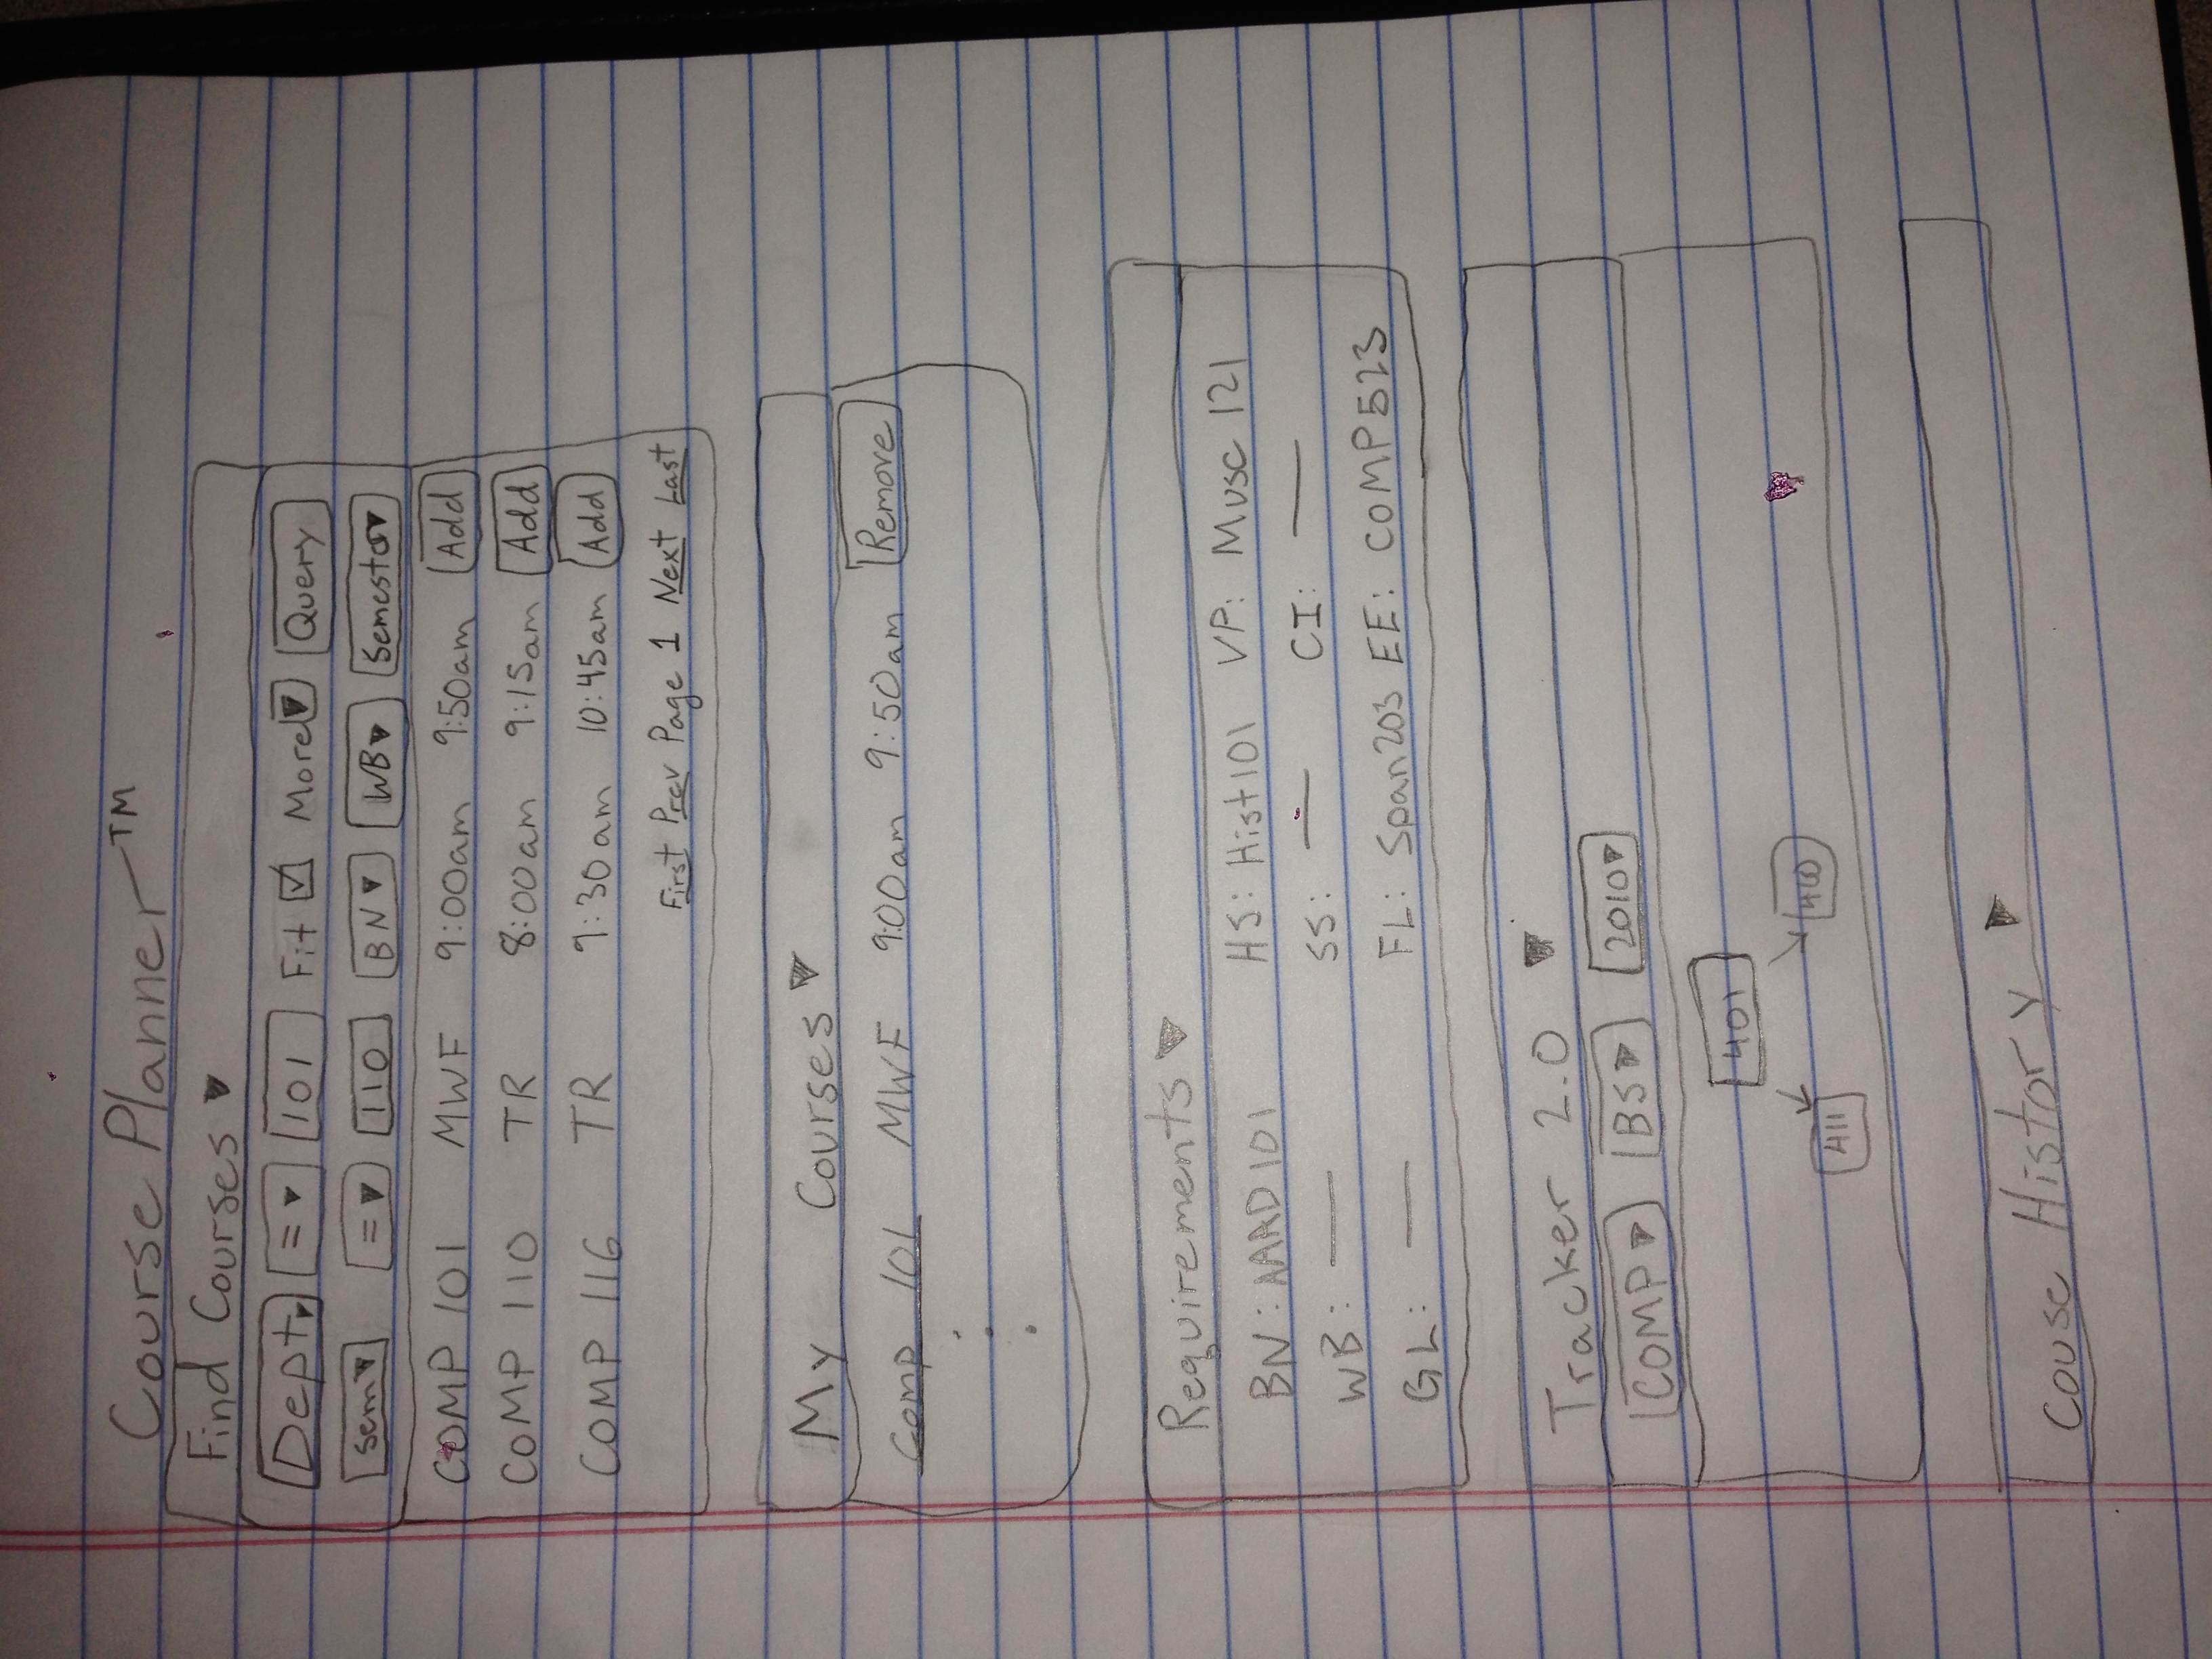 Course Planner™
Find Courses ▼
Dept ▼ = ▼ 101 Fit ☑ More ▼ Query
Sem ▼ = ▼ 110 BN ▼ WB ▼ Semester ▼
COMP 101 MWF 9:00am 9:50am Add
COMP 110 TR 8:00am 9:15am Add
COMP 116 TR 9:30am 10:45am Add
First Prev Page 1 Next Last
My Courses ▼
Comp 101 MWF 9:00am 9:50am Remove
Requirements ▼
BN: AAAD 101 HS: Hist101 VP: Musc 121
WB: — SS: — CI: —
GL: — FL: Span203 EE: COMP523
Tracker 2.0 ▼
COMP ▼ BS ▼ 2010 ▼
401
411 410
Couse History ►